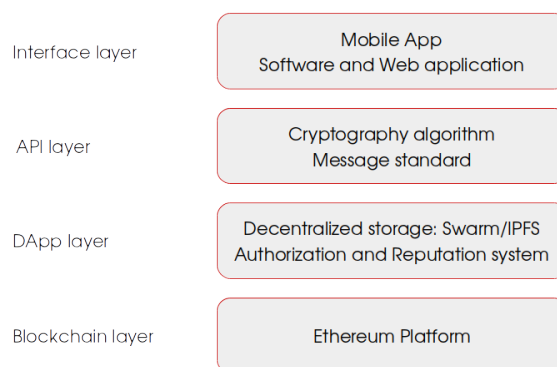 Interface layer
Mobile App
Software and Web application
API layer
Cryptography algorithm
Message standard
DApp layer
Decentralized storage: Swarm/IPFS
Authorization and Reputation system
Blockchain layer
Ethereum Platform